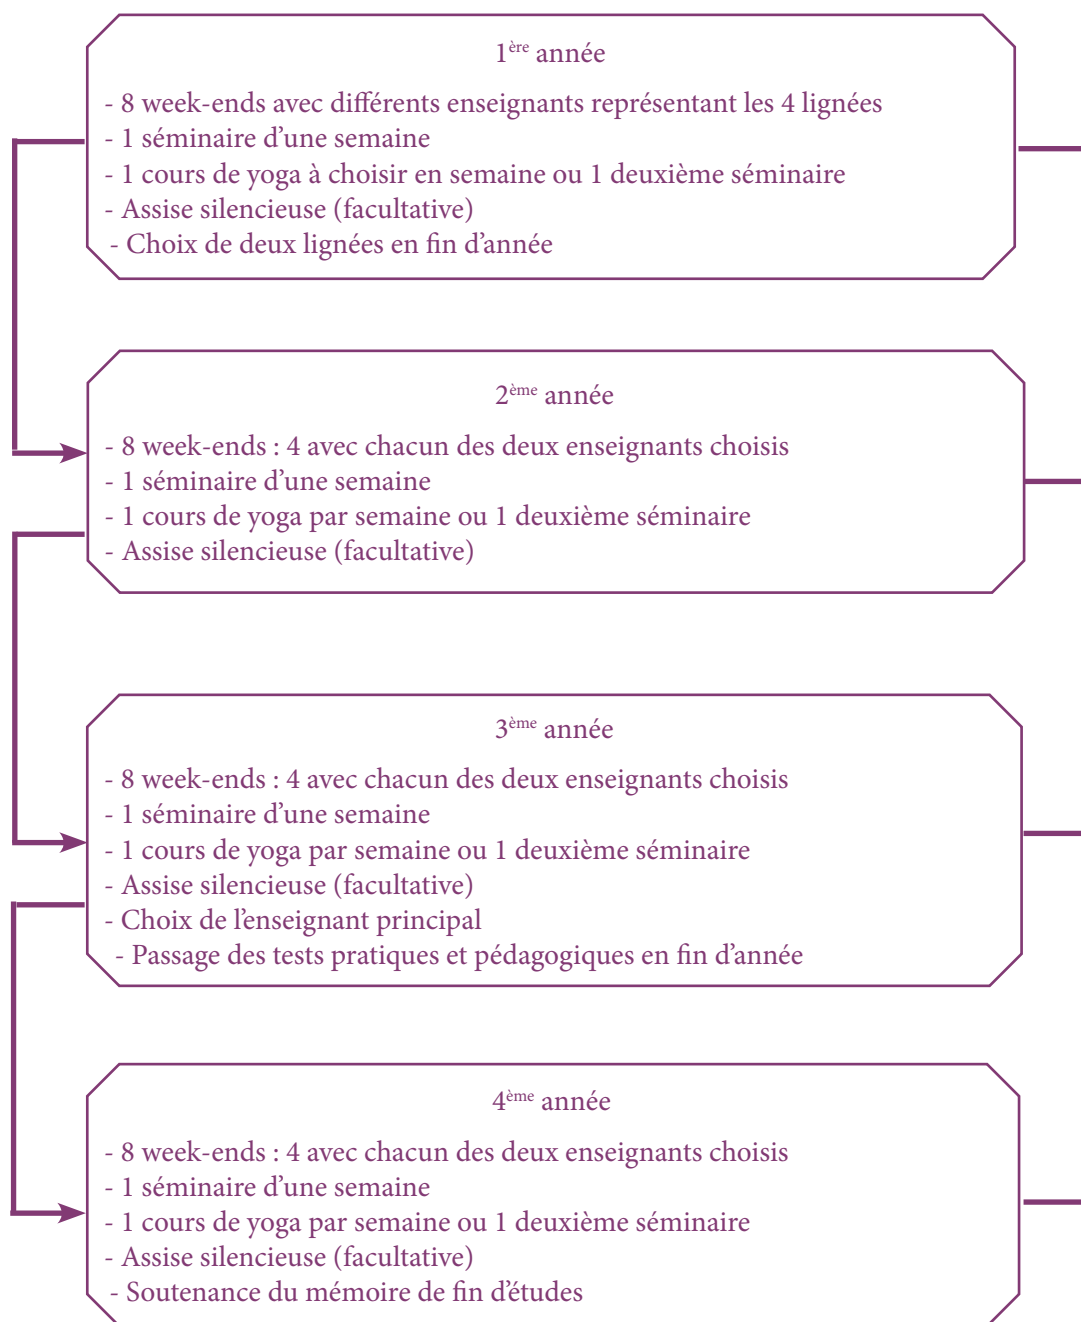 1ère année
- 8 week-ends avec différents enseignants représentant les 4 lignées
- 1 séminaire d’une semaine
- 1 cours de yoga à choisir en semaine ou 1 deuxième séminaire
- Assise silencieuse (facultative)
- Choix de deux lignées en fin d’année
2ème année
- 8 week-ends : 4 avec chacun des deux enseignants choisis
- 1 séminaire d’une semaine
- 1 cours de yoga par semaine ou 1 deuxième séminaire
- Assise silencieuse (facultative)
3ème année
- 8 week-ends : 4 avec chacun des deux enseignants choisis
- 1 séminaire d’une semaine
- 1 cours de yoga par semaine ou 1 deuxième séminaire
- Assise silencieuse (facultative)
- Choix de l’enseignant principal
- Passage des tests pratiques et pédagogiques en fin d’année
4ème année
- 8 week-ends : 4 avec chacun des deux enseignants choisis
- 1 séminaire d’une semaine
- 1 cours de yoga par semaine ou 1 deuxième séminaire
- Assise silencieuse (facultative)
- Soutenance du mémoire de fin d’études